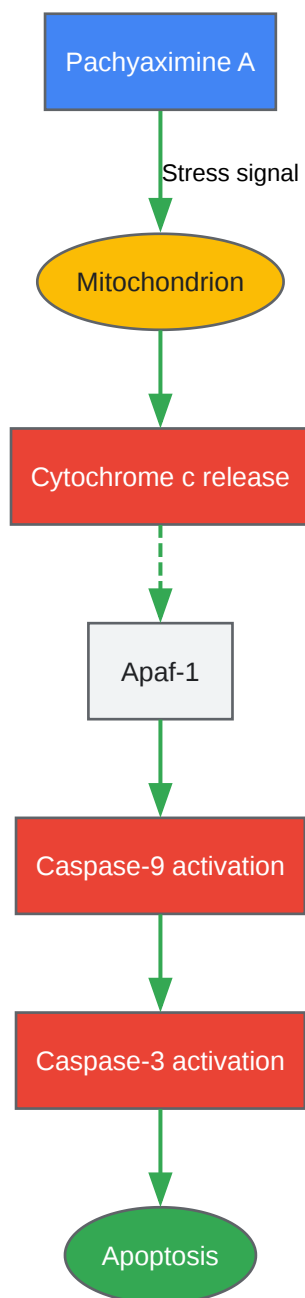 Pachyaximine A
Stress signal
Mitochondrion
Cytochrome c release
Apaf-1
Caspase-9 activation
Caspase-3 activation
Apoptosis